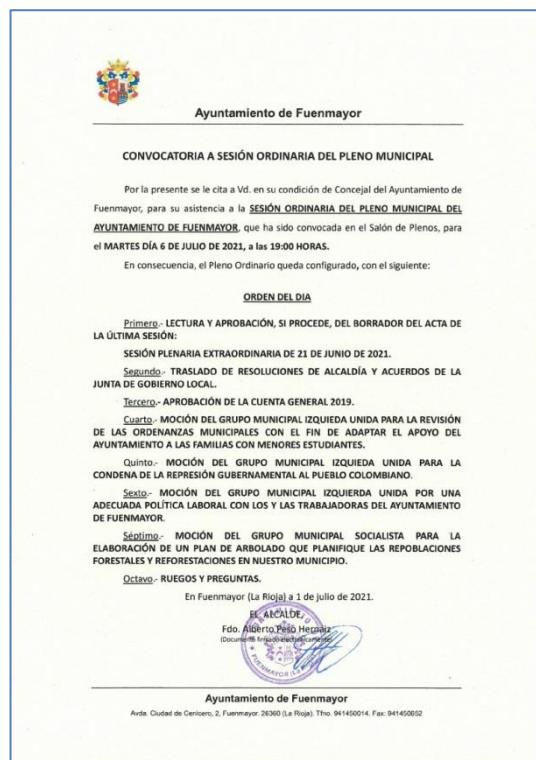 Ayuntamiento de Fuenmayor
CONVOCATORIA A SESIÓN ORDINARIA DEL PLENO MUNICIPAL
Por la presente se le cita a Vd. en su condición de Concejal del Ayuntamiento de
Fuenmayor, para su asistencia a la SESIÓN ORDINARIA DEL PLENO MUNICIPAL DEL
AYUNTAMIENTO DE FUENMAYOR, que ha sido convocada en el Salón de Plenos, para
el MARTES DÍA 6 DE JULIO DE 2021, a las 19:00 HORAS.
En consecuencia, el Pleno Ordinario queda configurado, con el siguiente:
ORDEN DEL DIA
Primero.- LECTURA Y APROBACIÓN, SI PROCEDE, DEL BORRADOR DEL ACTA DE
LA ÚLTIMA SESIÓN:
SESIÓN PLENARIA EXTRAORDINARIA DE 21 DE JUNIO DE 2021.
Segundo.- TRASLADO DE RESOLUCIONES DE ALCALDÍA Y ACUERDOS DE LA
JUNTA DE GOBIERNO LOCAL.
Tercero.- APROBACIÓN DE LA CUENTA GENERAL 2019.
Cuarto.- MOCIÓN DEL GRUPO MUNICIPAL IZQUIEDA UNIDA PARA LA REVISIÓN
DE LAS ORDENANZAS MUNICIPALES CON EL FIN DE ADAPTAR EL APOYO DEL
AYUNTAMIENTO A LAS FAMILIAS CON MENORES ESTUDIANTES.
Quinto.- MOCIÓN DEL GRUPO MUNICIPAL IZQUIEDA UNIDA PARA LA
CONDENA DE LA REPRESIÓN GUBERNAMENTAL AL PUEBLO COLOMBIANO.
Sexto.- MOCIÓN DEL GRUPO MUNICIPAL IZQUIERDA UNIDA POR UNA
ADECUADA POLÍTICA LABORAL CON LOS Y LAS TRABAJADORAS DEL AYUNTAMIENTO
DE FUENMAYOR.
Séptimo.- MOCIÓN DEL GRUPO MUNICIPAL SOCIALISTA PARA LA
ELABORACIÓN DE UN PLAN DE ARBOLADO QUE PLANIFIQUE LAS REPOBLACIONES
FORESTALES Y REFORESTACIONES EN NUESTRO MUNICIPIO.
Octavo.- RUEGOS Y PREGUNTAS.
En Fuenmayor (La Rioja) a 1 de julio de 2021.
EL ALCALDE,
Fdo. Alberto Peso Hernáiz
(Documento firmado electrónicamente)
FUENMAYOR
Ayuntamiento de Fuenmayor
Avda. Ciudad de Cenicero, 2, Fuenmayor. 26360 (La Rioja). Tfno. 941450014. Fax: 941450652